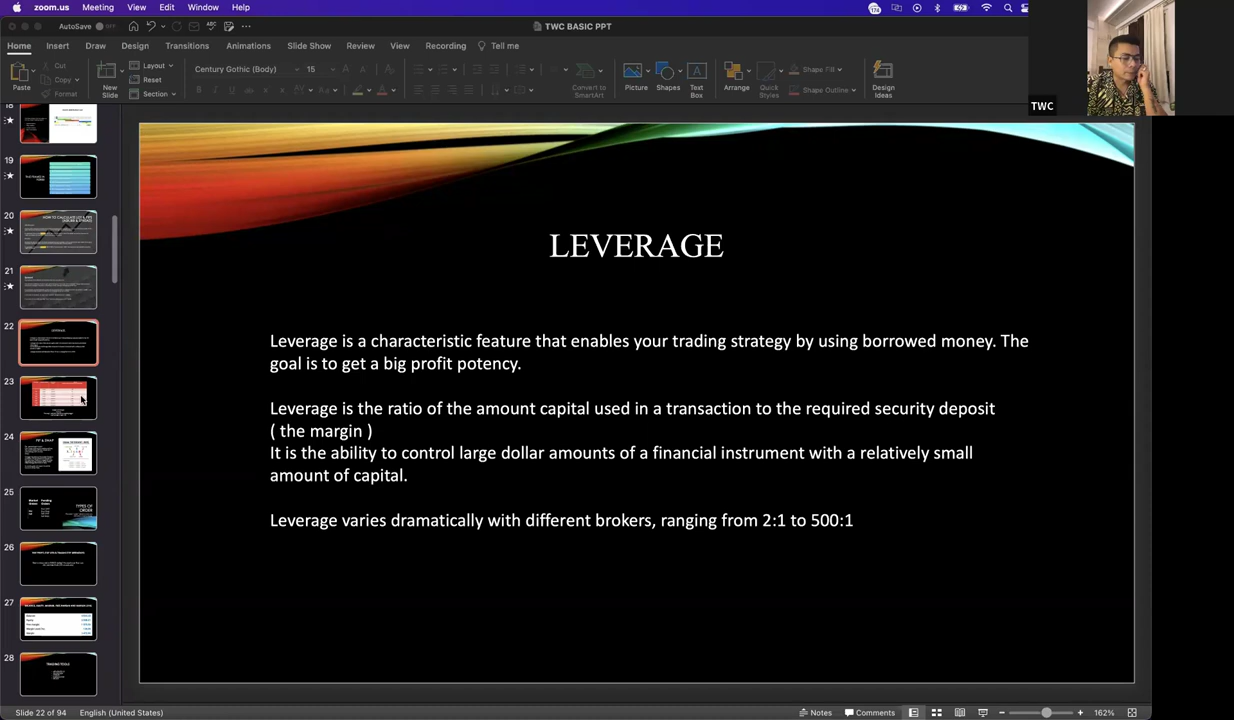 zoom.us Meeting View Edit Window Help
AutoSave TWC BASIC PPT
Home Insert Draw Design Transitions Animations Slide Show Review View Recording Tell me
Paste Cut Copy Format New Slide Layout Reset Section Century Gothic (Body) 15 Convert to SmartArt Picture Shapes Text Box Arrange Quick Styles Shape Fill Shape Outline Design Ideas
TWC
18
19
20
21
22
23
24
25
26
27
28
LEVERAGE
Leverage is a characteristic feature that enables your trading strategy by using borrowed money. The
goal is to get a big profit potency.
Leverage is the ratio of the amount capital used in a transaction to the required security deposit
( the margin )
It is the ability to control large dollar amounts of a financial instrument with a relatively small
amount of capital.
Leverage varies dramatically with different brokers, ranging from 2:1 to 500:1
Slide 22 of 94 English (United States) Notes Comments 162%